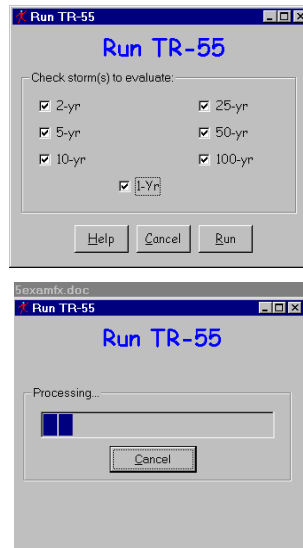 Run TR-55
Run TR-55
Check storm(s) to evaluate:
2-yr 25-yr
5-yr 50-yr
10-yr 100-yr
1-Yr
Help Cancel Run
5examfx.doc
Run TR-55
Run TR-55
Processing...
Cancel